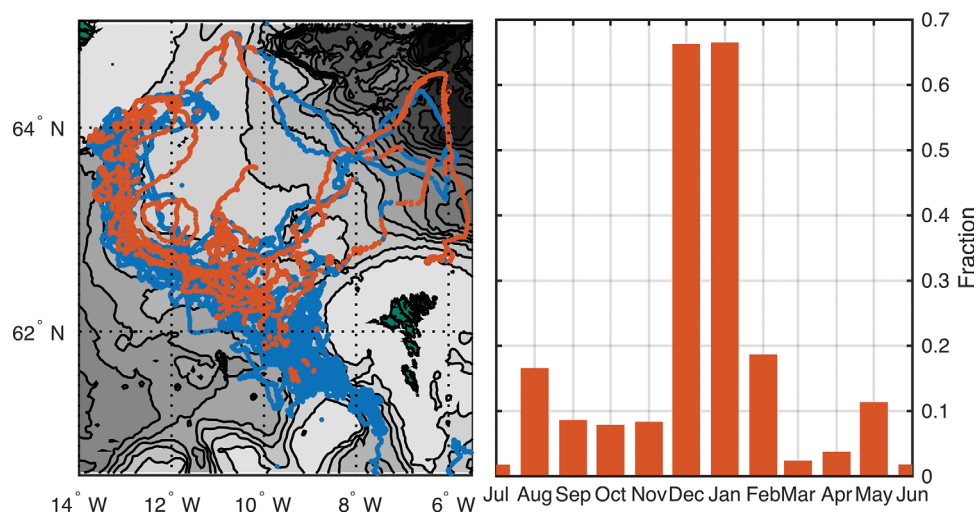 64° N
62° N
14° W
12° W
10° W
8° W
6° W
0.7
0.6
0.5
0.4
0.3
0.2
0.1
0
Fraction
Jul Aug Sep Oct Nov Dec Jan Feb Mar Apr May Jun